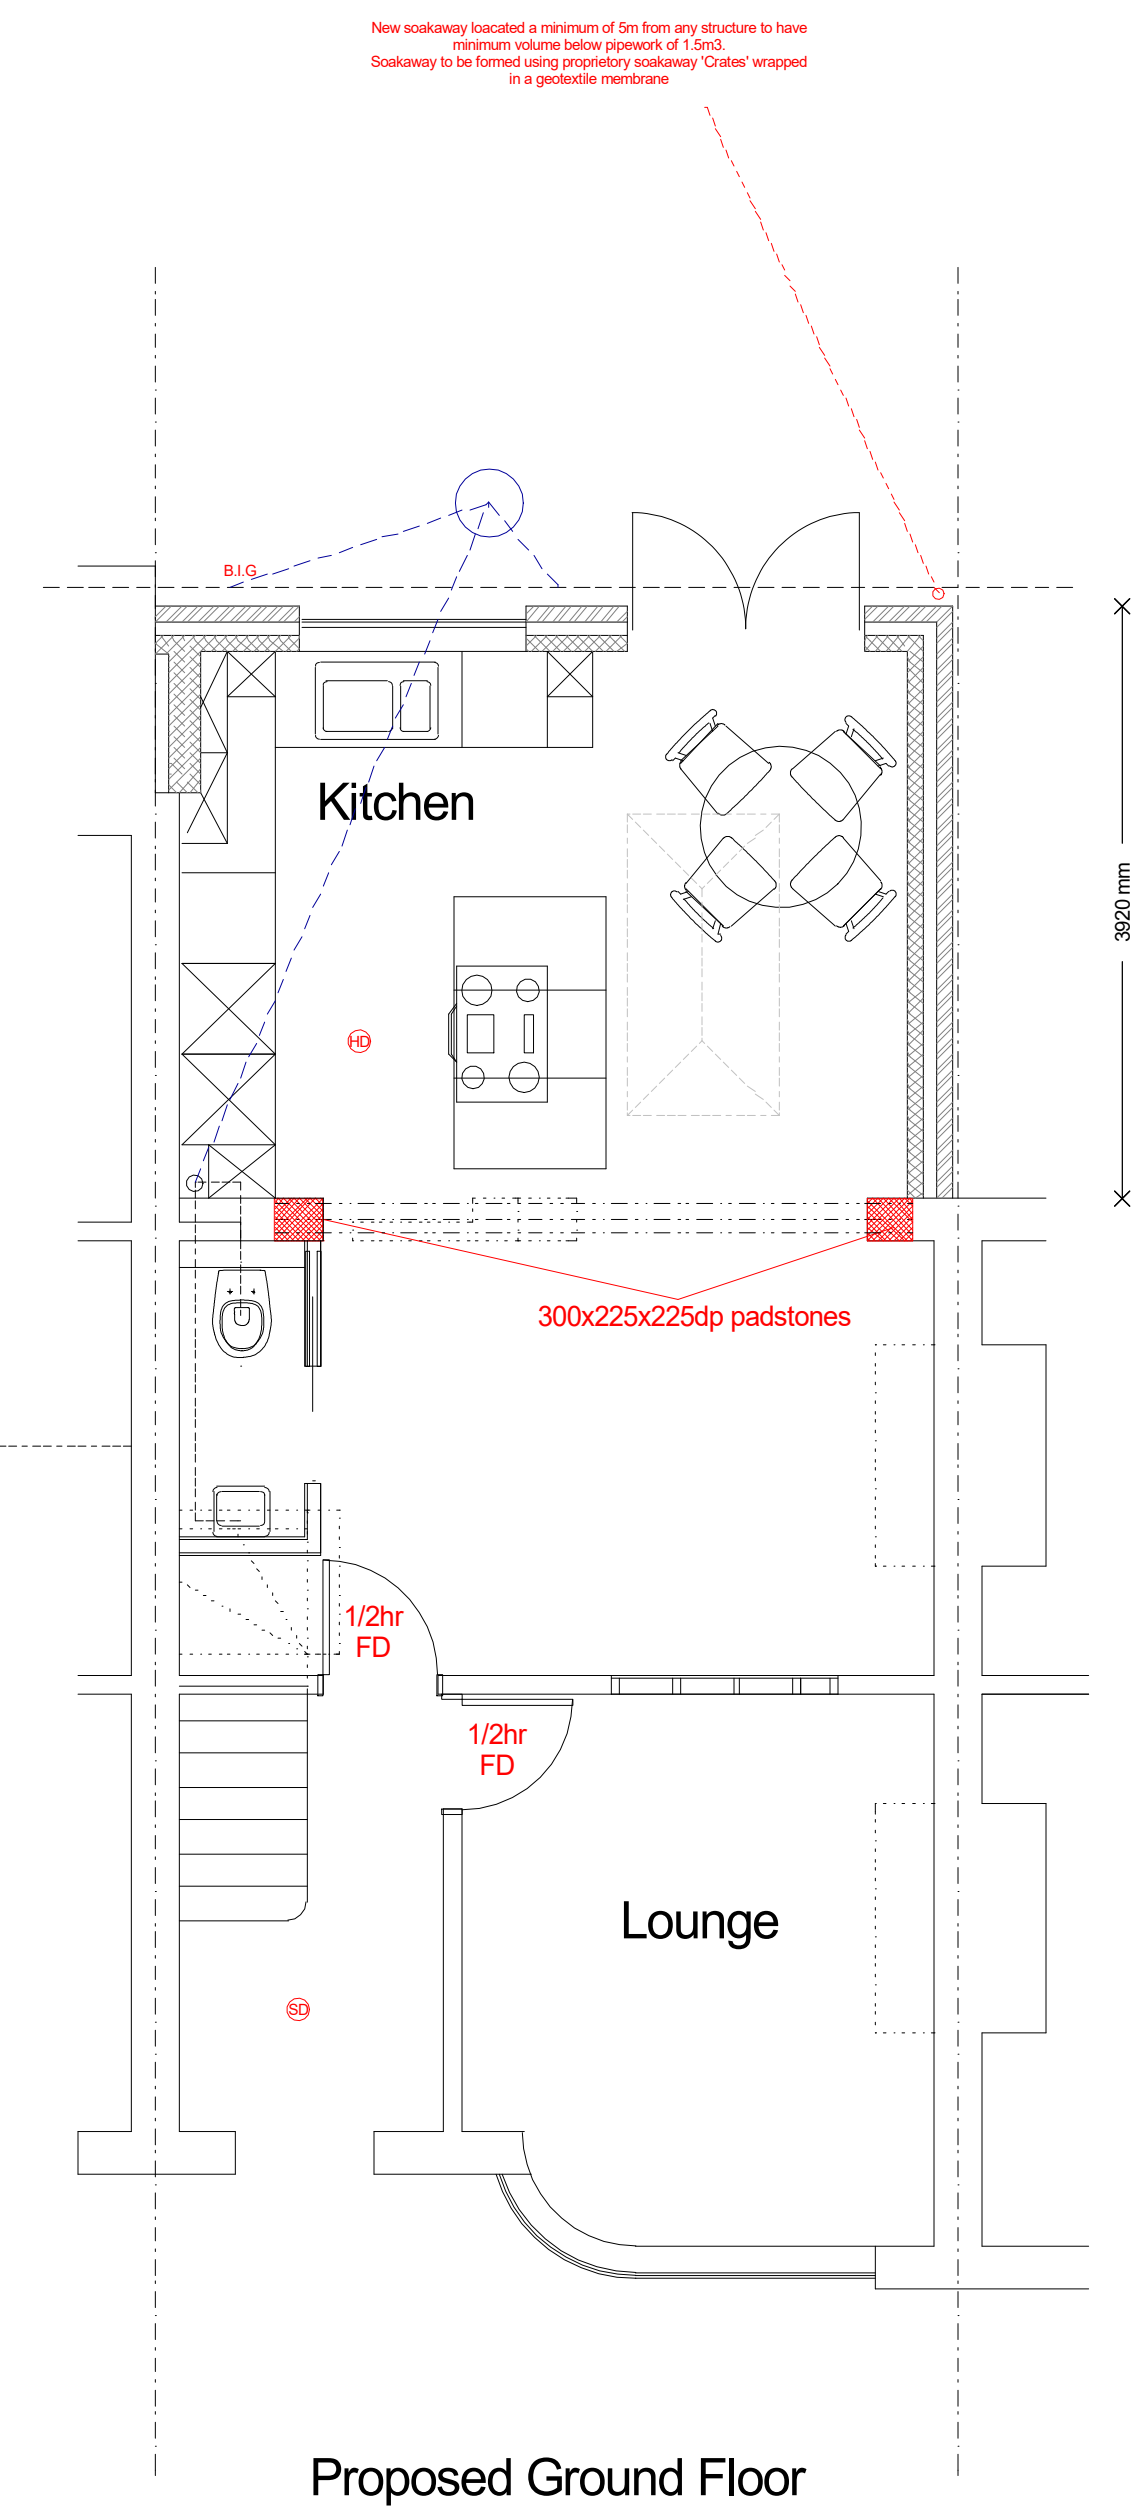 New soakaway loacated a minimum of 5m from any structure to have
minimum volume below pipework of 1.5m3.
Soakaway to be formed using proprietory soakaway 'Crates' wrapped
in a geotextile membrane
B.I.G
Kitchen
3920 mm
HD
300x225x225dp padstones
1/2hr
FD
1/2hr
FD
Lounge
SD
Proposed Ground Floor